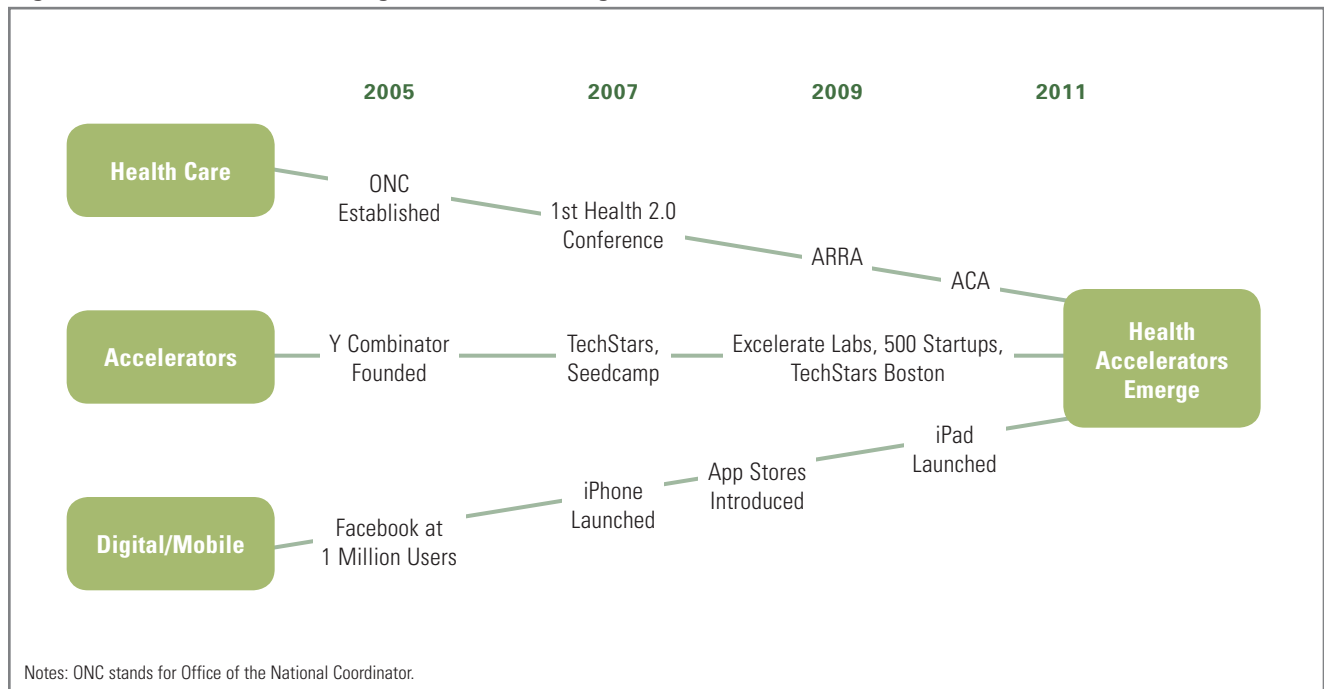 2005 2007 2009 2011
Health Care
ONC
Established
1st Health 2.0
Conference
ARRA
ACA
Accelerators
Y Combinator
Founded
TechStars,
Seedcamp
Excelerate Labs, 500 Startups,
TechStars Boston
Health
Accelerators
Emerge
Digital/Mobile
Facebook at
1 Million Users
iPhone
Launched
App Stores
Introduced
iPad
Launched
Notes: ONC stands for Office of the National Coordinator.